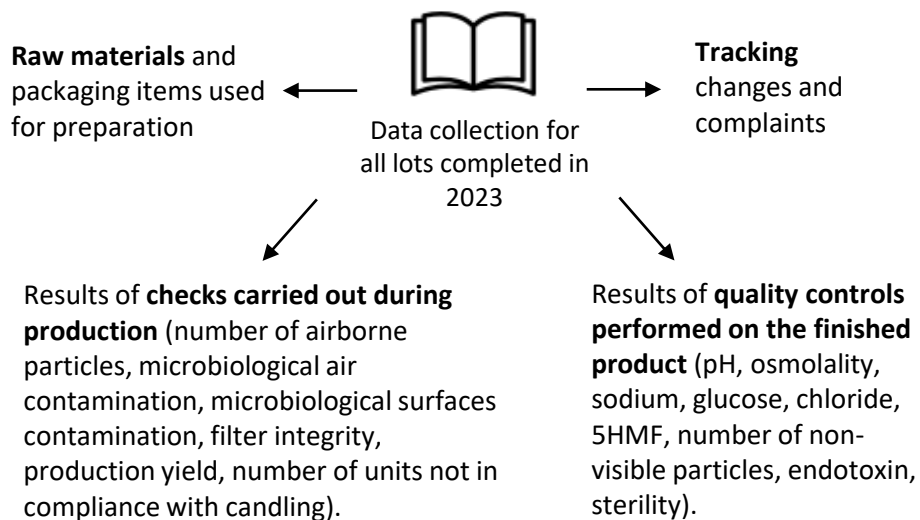 Raw materials and
packaging items used
for preparation
Data collection for
all lots completed in
2023
Tracking
changes and
complaints
Results of checks carried out during
production (number of airborne
particles, microbiological air
contamination, microbiological surfaces
contamination, filter integrity,
production yield, number of units not in
compliance with candling).
Results of quality controls
performed on the finished
product (pH, osmolality,
sodium, glucose, chloride,
5HMF, number of non-
visible particles, endotoxin,
sterility).